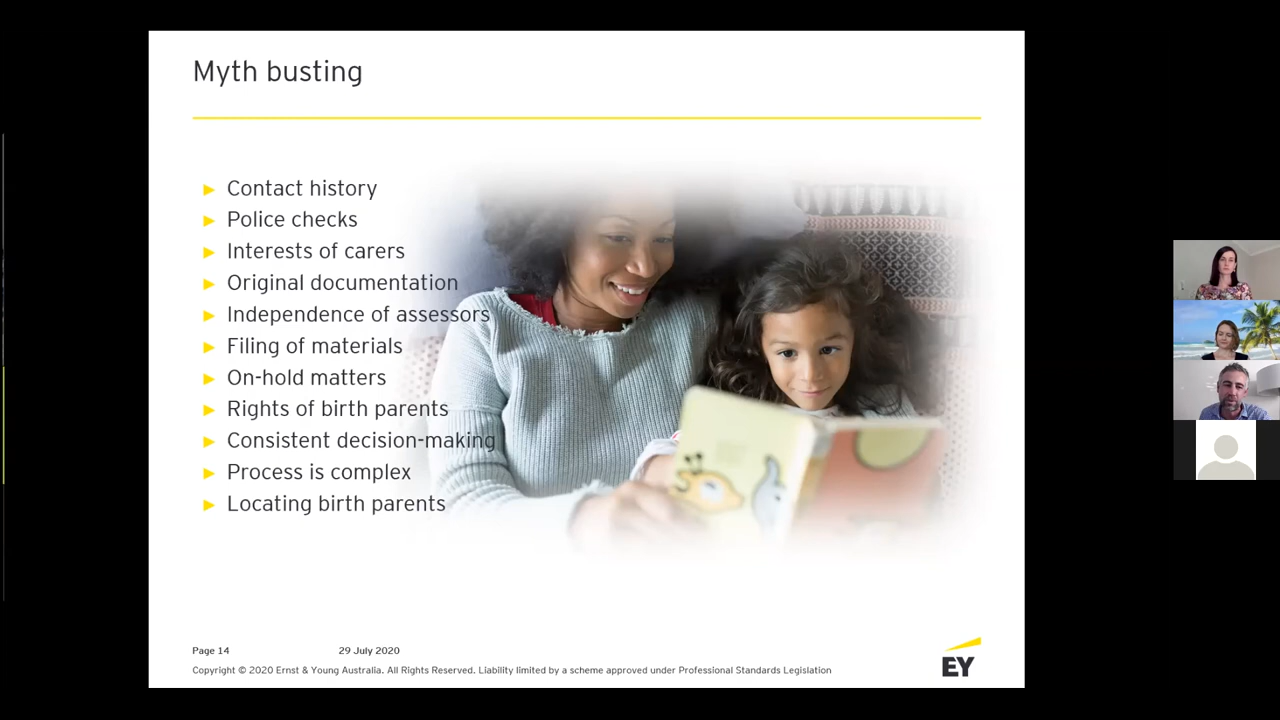 Myth busting
► Contact history
► Police checks
► Interests of carers
► Original documentation
► Independence of assessors
► Filing of materials
► On-hold matters
► Rights of birth parents
► Consistent decision-making
► Process is complex
► Locating birth parents
Page 14 29 July 2020
Copyright © 2020 Ernst & Young Australia. All Rights Reserved. Liability limited by a scheme approved under Professional Standards Legislation
EY